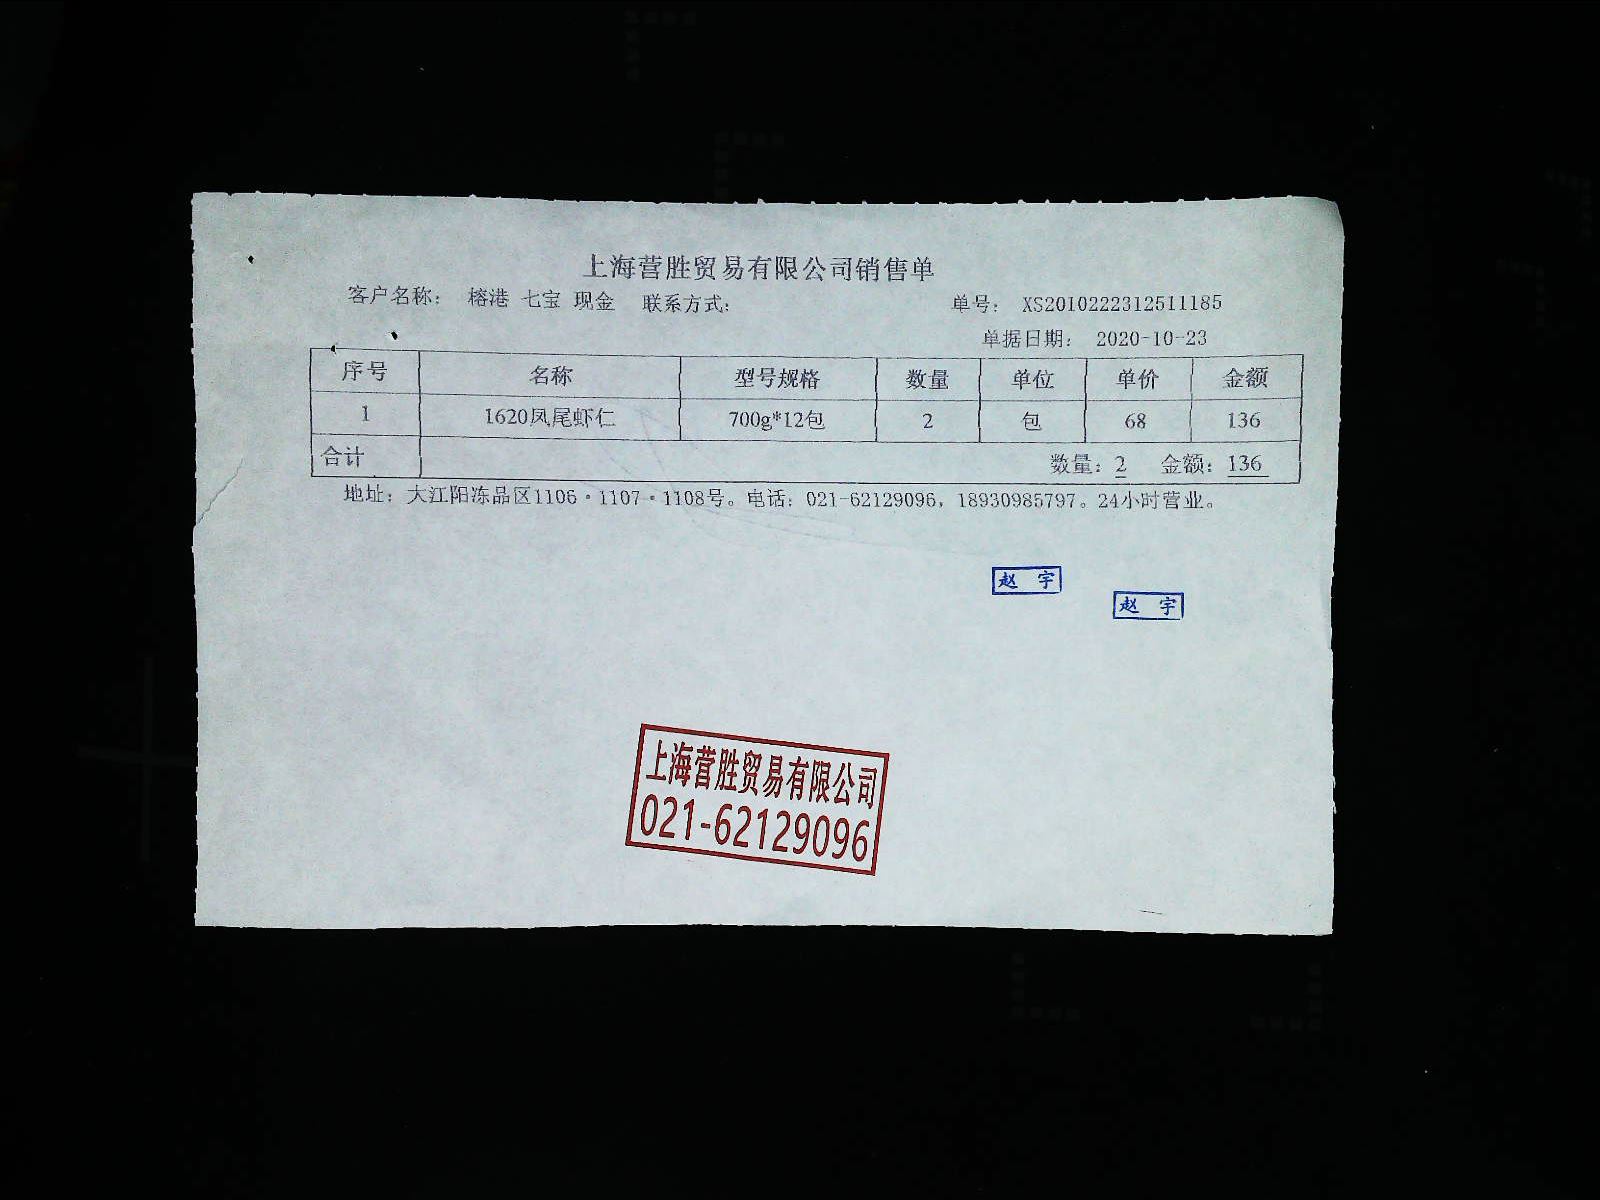 上海营胜贸易有限公司销售单
客户名称： 榕港 七宝 现金 联系方式： 单号： XS2010222312511185
单据日期： 2020-10-23
序号 名称 型号规格 数量 单位 单价 金额
1 1620凤尾虾仁 700g*12包 2 包 68 136
合计 数量：2 金额：136
地址：大江阳冻品区1106·1107·1108号。电话：021-62129096，18930985797。24小时营业。
赵 宇
赵 宇
上海营胜贸易有限公司
021-62129096